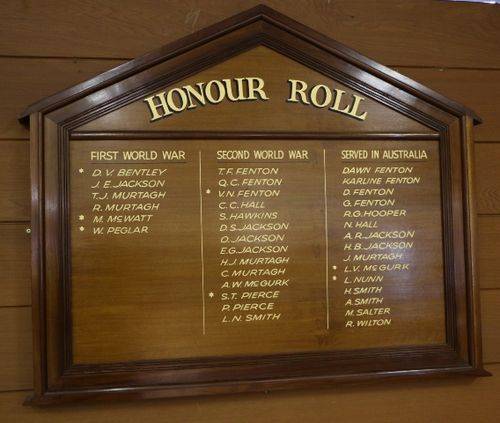 HONOUR ROLL
FIRST WORLD WAR
* D. V. BENTLEY
J. E. JACKSON
T. J. MURTAGH
R. MURTAGH
* M. McWATT
* W. PEGLAR
SECOND WORLD WAR
T. F. FENTON
Q. C. FENTON
* V. N. FENTON
C. C. HALL
S. HAWKINS
D. S. JACKSON
D. JACKSON
E. G. JACKSON
H. J. MURTAGH
C. MURTAGH
A. W. McGURK
* S. T. PIERCE
P. PIERCE
L. N. SMITH
SERVED IN AUSTRALIA
DAWN FENTON
KARLINE FENTON
D. FENTON
G. FENTON
R. G. HOOPER
N. HALL
A. R. JACKSON
H. B. JACKSON
J. MURTAGH
* L. V. McGURK
* L. NUNN
H. SMITH
A. SMITH
M. SALTER
R. WILTON